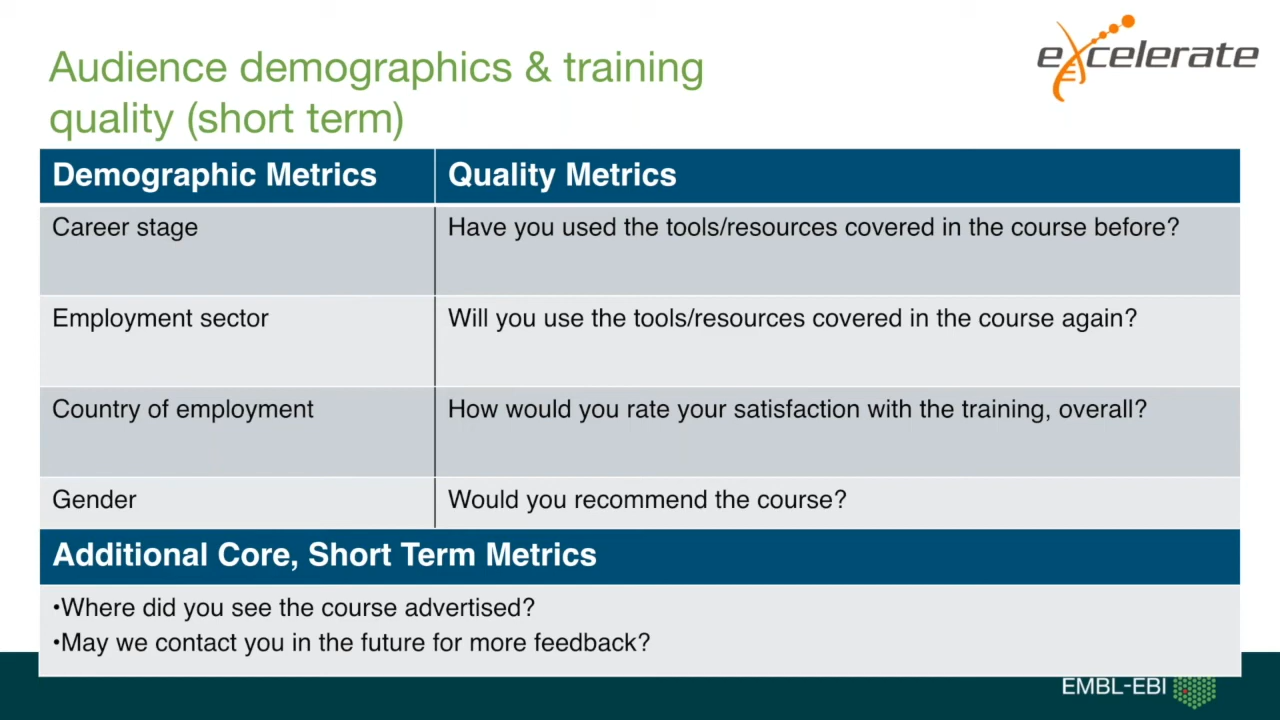 Audience demographics & training
quality (short term)
excelerate
Demographic Metrics
Quality Metrics
Career stage
Have you used the tools/resources covered in the course before?
Employment sector
Will you use the tools/resources covered in the course again?
Country of employment
How would you rate your satisfaction with the training, overall?
Gender
Would you recommend the course?
Additional Core, Short Term Metrics
•Where did you see the course advertised?
•May we contact you in the future for more feedback?
EMBL-EBI